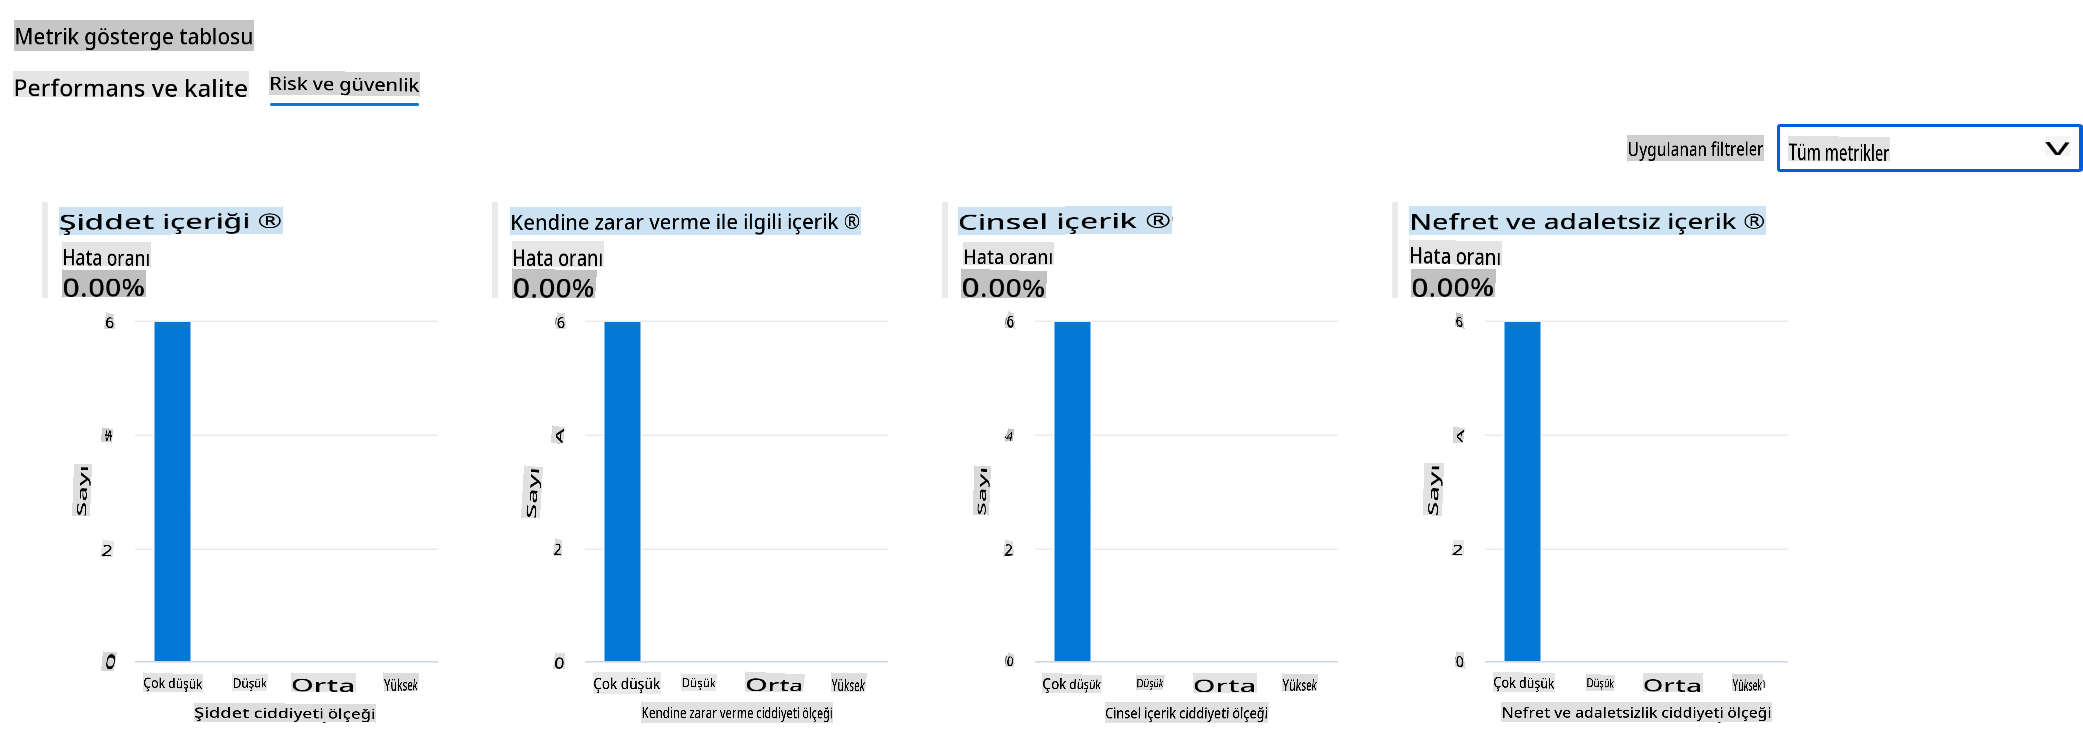 Metrik gösterge tablosu
Performans ve kalite
Risk ve güvenlik
Uygulanan filtreler
Tüm metrikler
Şiddet içeriği ®
Hata oranı
0.00%
6
4
2
0
Sayı
Çok düşük
Düşük
Orta
Yüksek
Şiddet ciddiyeti ölçeği
Kendine zarar verme ile ilgili içerik ®
Hata oranı
0.00%
6
A
2
0
Sayı
Çok düşük
Düşük
Orta
Yüksek
Kendine zarar verme ciddiyeti ölçeği
Cinsel içerik ®
Hata oranı
0.00%
6
4
2
0
Sayı
Çok düşük
Düşük
Orta
Yüksek
Cinsel içerik ciddiyeti ölçeği
Nefret ve adaletsiz içerik ®
Hata oranı
0.00%
6
A
2
0
Sayı
Çok düşük
Düşük
Orta
Yüksek
Nefret ve adaletsizlik ciddiyeti ölçeği